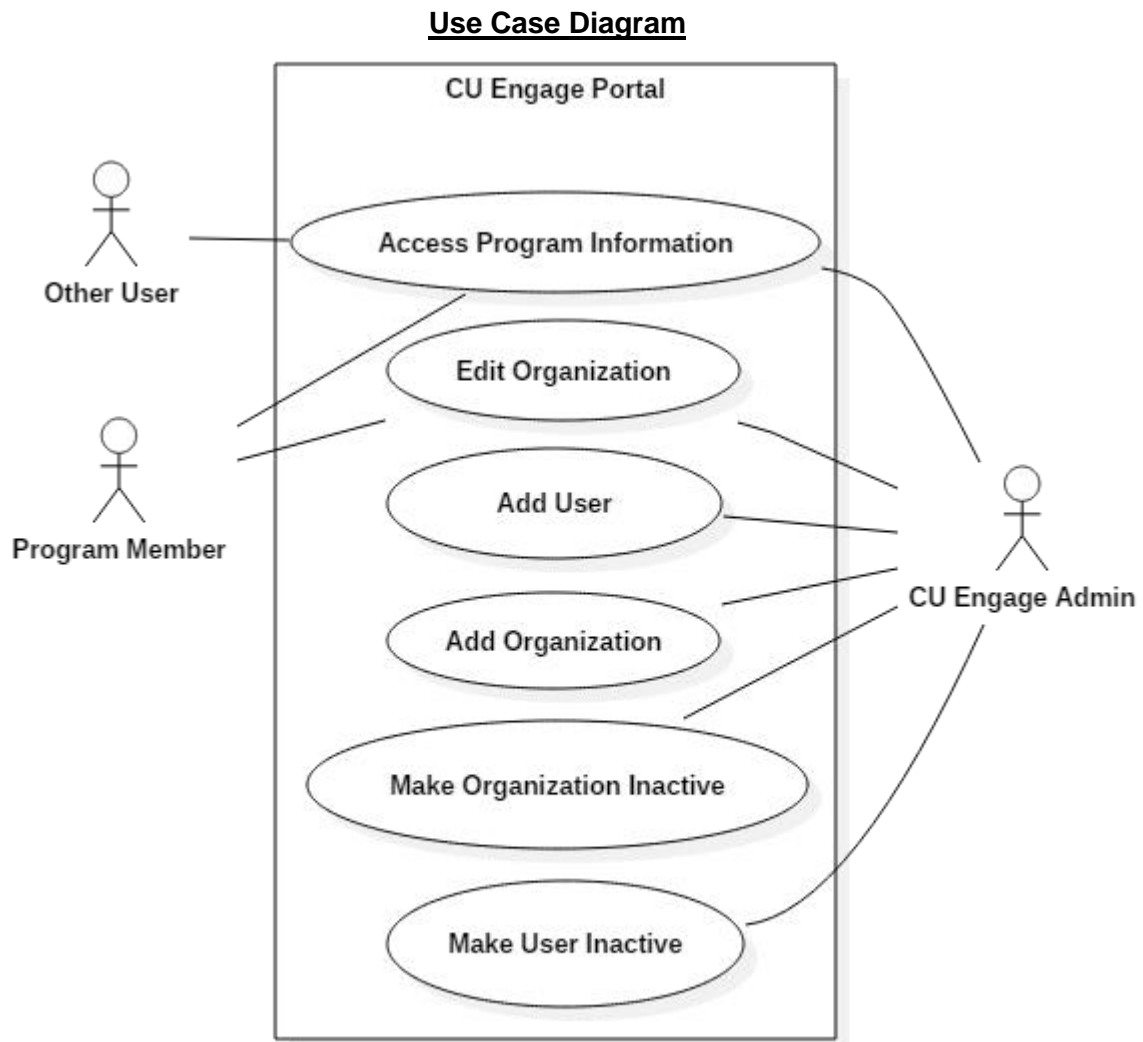 Use Case Diagram
CU Engage Portal
Access Program Information
Other User
Edit Organization
Add User
Program Member
CU Engage Admin
Add Organization
Make Organization Inactive
Make User Inactive